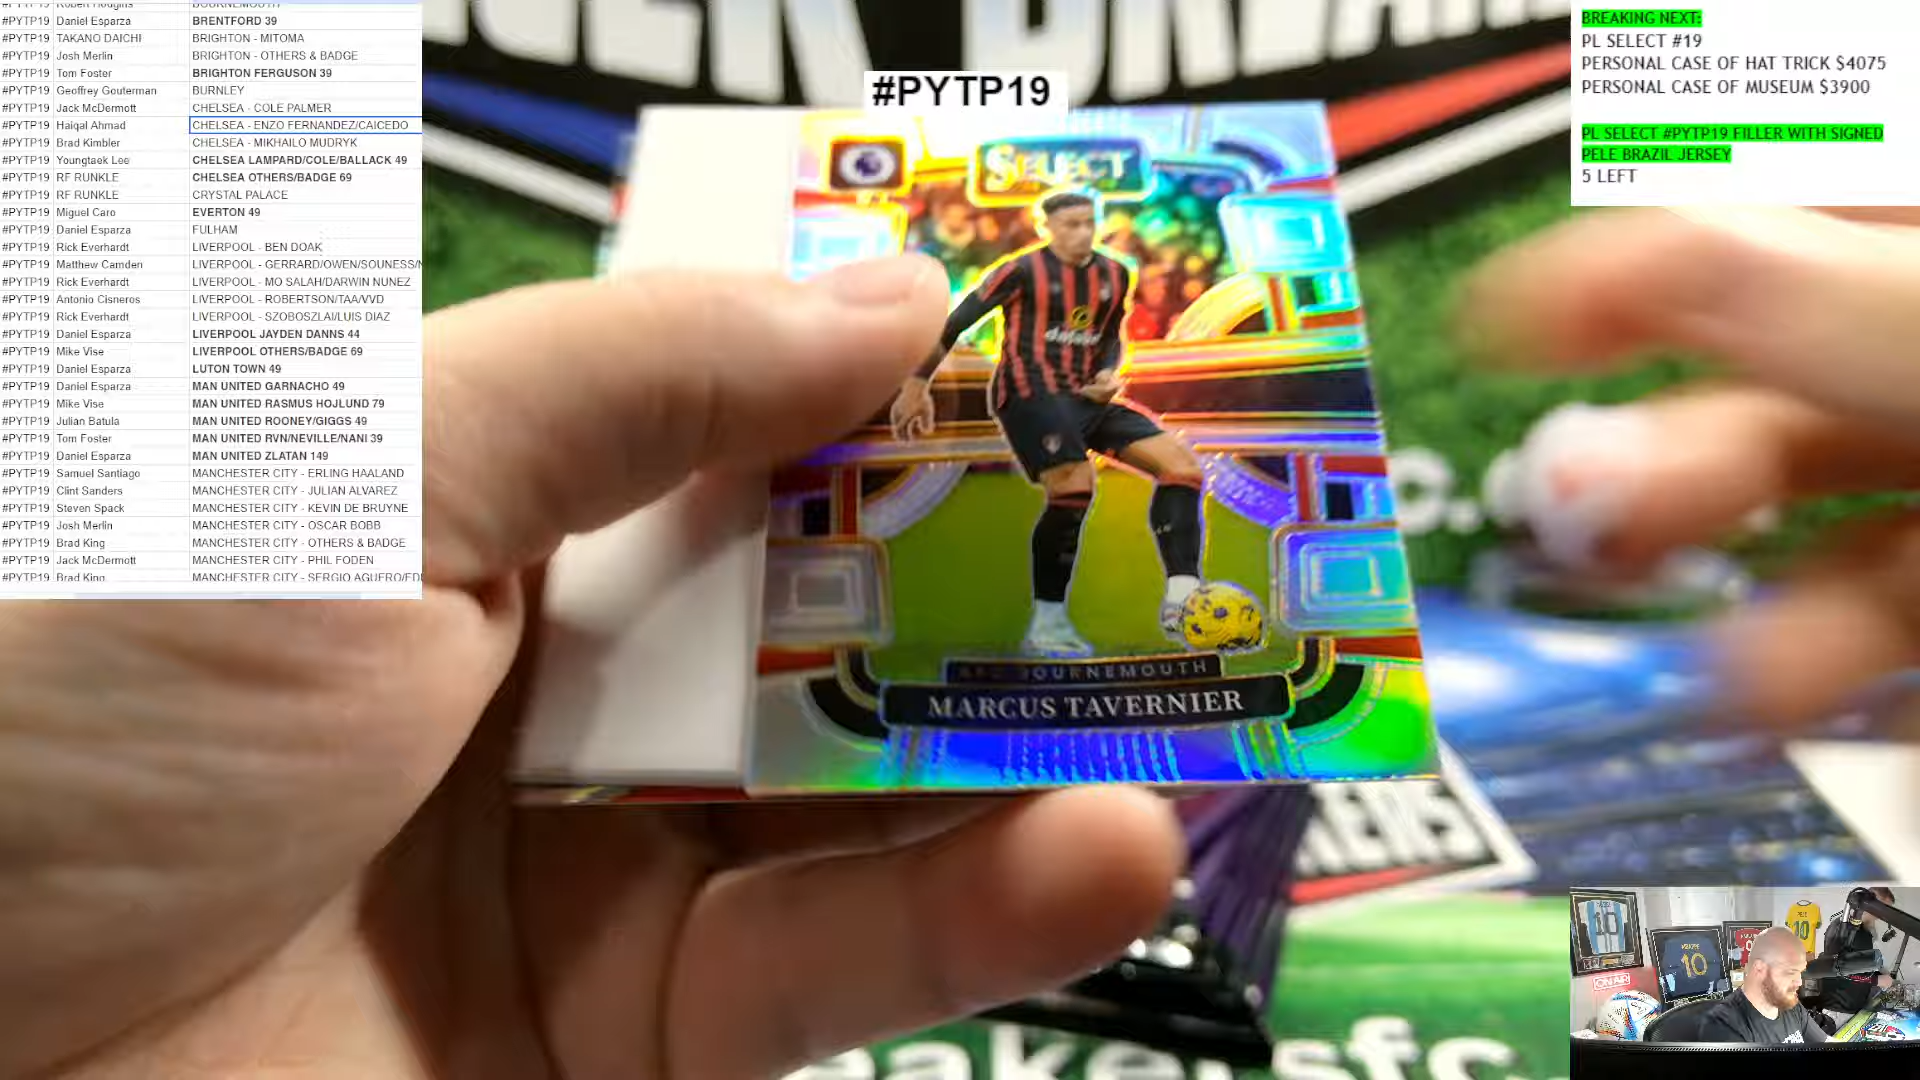 #PYTP19 Robert Hodgins BOURNEMOUTH
#PYTP19 Daniel Esparza BRENTFORD 39
#PYTP19 TAKANO DAICHI BRIGHTON - MITOMA
#PYTP19 Josh Merlin BRIGHTON - OTHERS & BADGE
#PYTP19 Tom Foster BRIGHTON FERGUSON 39
#PYTP19 Geoffrey Gouterman BURNLEY
#PYTP19 Jack McDermott CHELSEA - COLE PALMER
#PYTP19 Haiqal Ahmad CHELSEA - ENZO FERNANDEZ/CAICEDO
#PYTP19 Brad Kimbler CHELSEA - MIKHAILO MUDRYK
#PYTP19 Youngtaek Lee CHELSEA LAMPARD/COLE/BALLACK 49
#PYTP19 RF RUNKLE CHELSEA OTHERS/BADGE 69
#PYTP19 RF RUNKLE CRYSTAL PALACE
#PYTP19 Miguel Caro EVERTON 49
#PYTP19 Daniel Esparza FULHAM
#PYTP19 Rick Everhardt LIVERPOOL - BEN DOAK
#PYTP19 Matthew Camden LIVERPOOL - GERRARD/OWEN/SOUNESS/
#PYTP19 Rick Everhardt LIVERPOOL - MO SALAH/DARWIN NUNEZ
#PYTP19 Antonio Cisneros LIVERPOOL - ROBERTSON/TAA/VVD
#PYTP19 Rick Everhardt LIVERPOOL - SZOBOSZLAI/LUIS DIAZ
#PYTP19 Daniel Esparza LIVERPOOL JAYDEN DANNS 44
#PYTP19 Mike Vise LIVERPOOL OTHERS/BADGE 69
#PYTP19 Daniel Esparza LUTON TOWN 49
#PYTP19 Daniel Esparza MAN UNITED GARNACHO 49
#PYTP19 Mike Vise MAN UNITED RASMUS HOJLUND 79
#PYTP19 Julian Batula MAN UNITED ROONEY/GIGGS 49
#PYTP19 Tom Foster MAN UNITED RVN/NEVILLE/NANI 39
#PYTP19 Daniel Esparza MAN UNITED ZLATAN 149
#PYTP19 Samuel Santiago MANCHESTER CITY - ERLING HAALAND
#PYTP19 Clint Sanders MANCHESTER CITY - JULIAN ALVAREZ
#PYTP19 Steven Spack MANCHESTER CITY - KEVIN DE BRUYNE
#PYTP19 Josh Merlin MANCHESTER CITY - OSCAR BOBB
#PYTP19 Brad King MANCHESTER CITY - OTHERS & BADGE
#PYTP19 Jack McDermott MANCHESTER CITY - PHIL FODEN
#PYTP19 Brad King MANCHESTER CITY - SERGIO AGUERO/
#PYTP19
SELECT
AFC BOURNEMOUTH
MARCUS TAVERNIER
BREAKING NEXT:
PL SELECT #19
PERSONAL CASE OF HAT TRICK $4075
PERSONAL CASE OF MUSEUM $3900
PL SELECT #PYTP19 FILLER WITH SIGNED
PELE BRAZIL JERSEY
5 LEFT
ON AIR
10
10
10